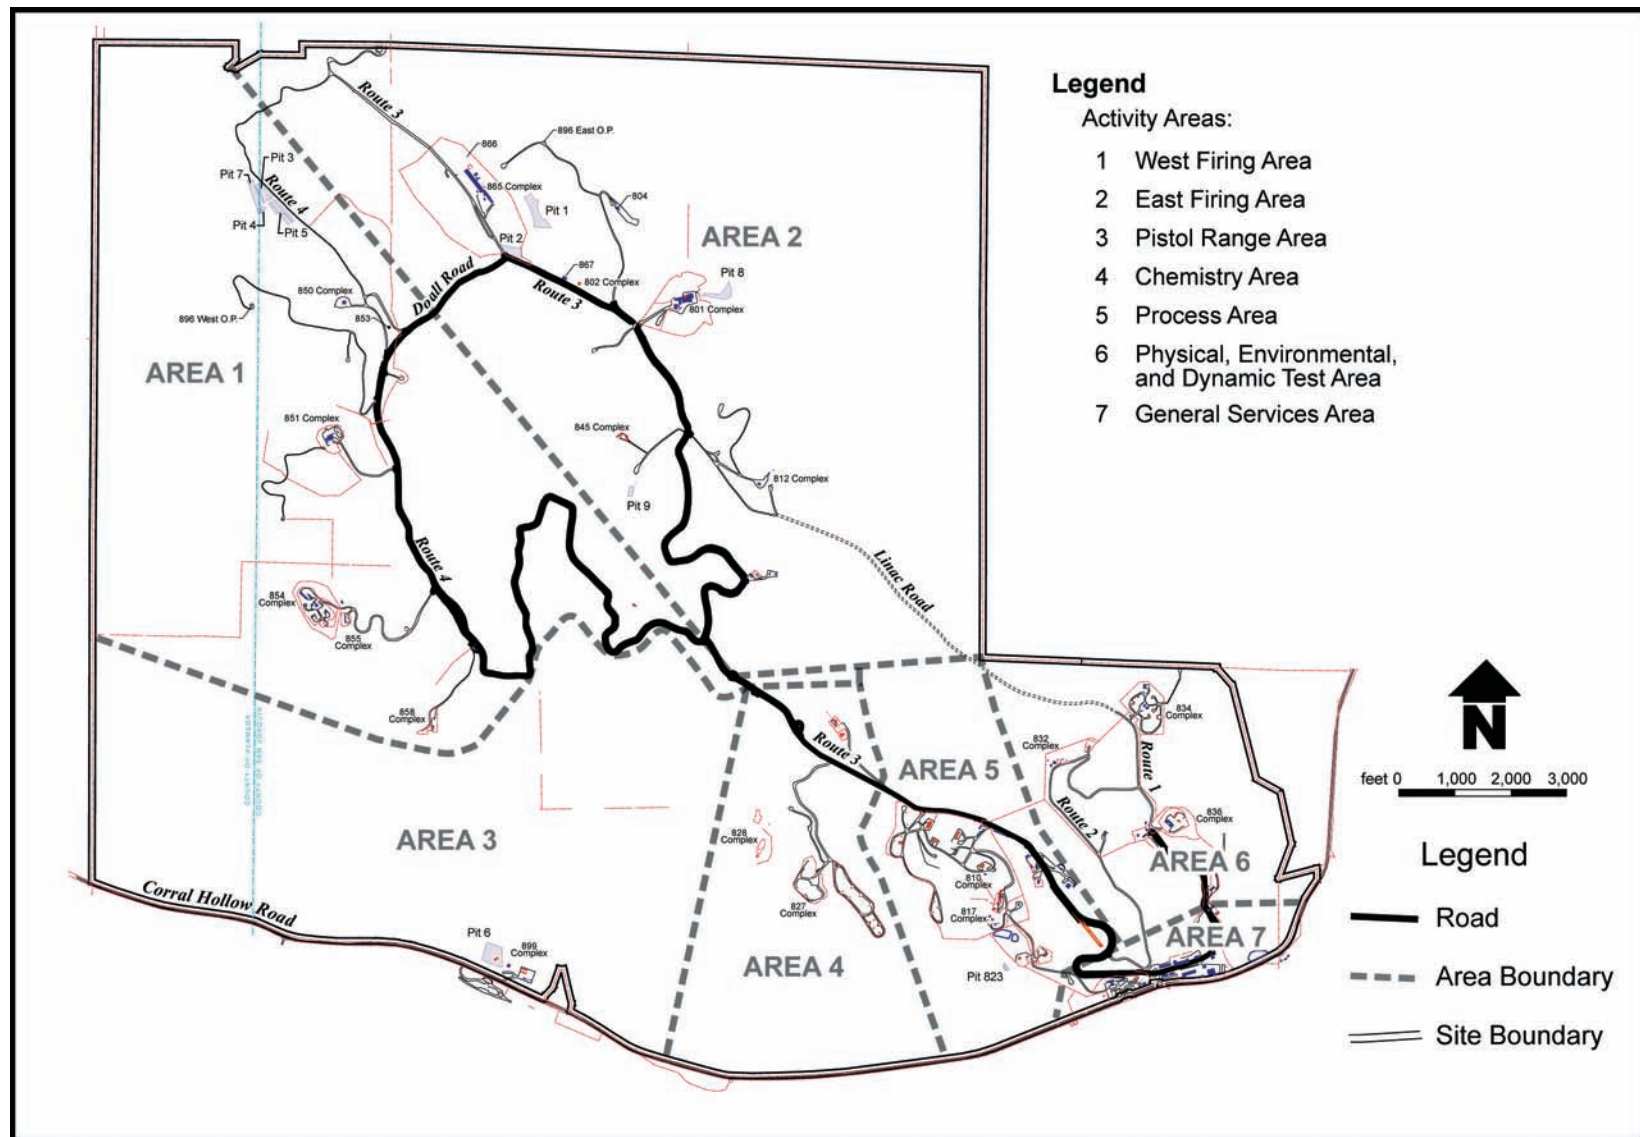 Legend
Activity Areas:
1 West Firing Area
2 East Firing Area
3 Pistol Range Area
4 Chemistry Area
5 Process Area
6 Physical, Environmental,
and Dynamic Test Area
7 General Services Area
Route 3
896 East O.P.
866
Pit 3
Pit 7
Route 4
865 Complex
804
Pit 1
Pit 4
Pit 5
Pit 2
AREA 2
Doall Road
867
802 Complex
Route 3
Pit 8
801 Complex
850 Complex
896 West O.P.
853
AREA 1
851 Complex
845 Complex
812 Complex
Pit 9
Route 4
Linac Road
854
Complex
855
Complex
858
Complex
COUNTY OF ALAMEDA
COUNTY OF SAN JOAQUIN
Route 3
AREA 5
832
Complex
834
Complex
Route 1
Route 2
836
Complex
AREA 6
AREA 3
828
Complex
827
Complex
810
Complex
817
Complex
Corral Hollow Road
Pit 6
899
Complex
AREA 4
Pit 823
AREA 7
N
feet 0 1,000 2,000 3,000
Legend
Road
Area Boundary
Site Boundary